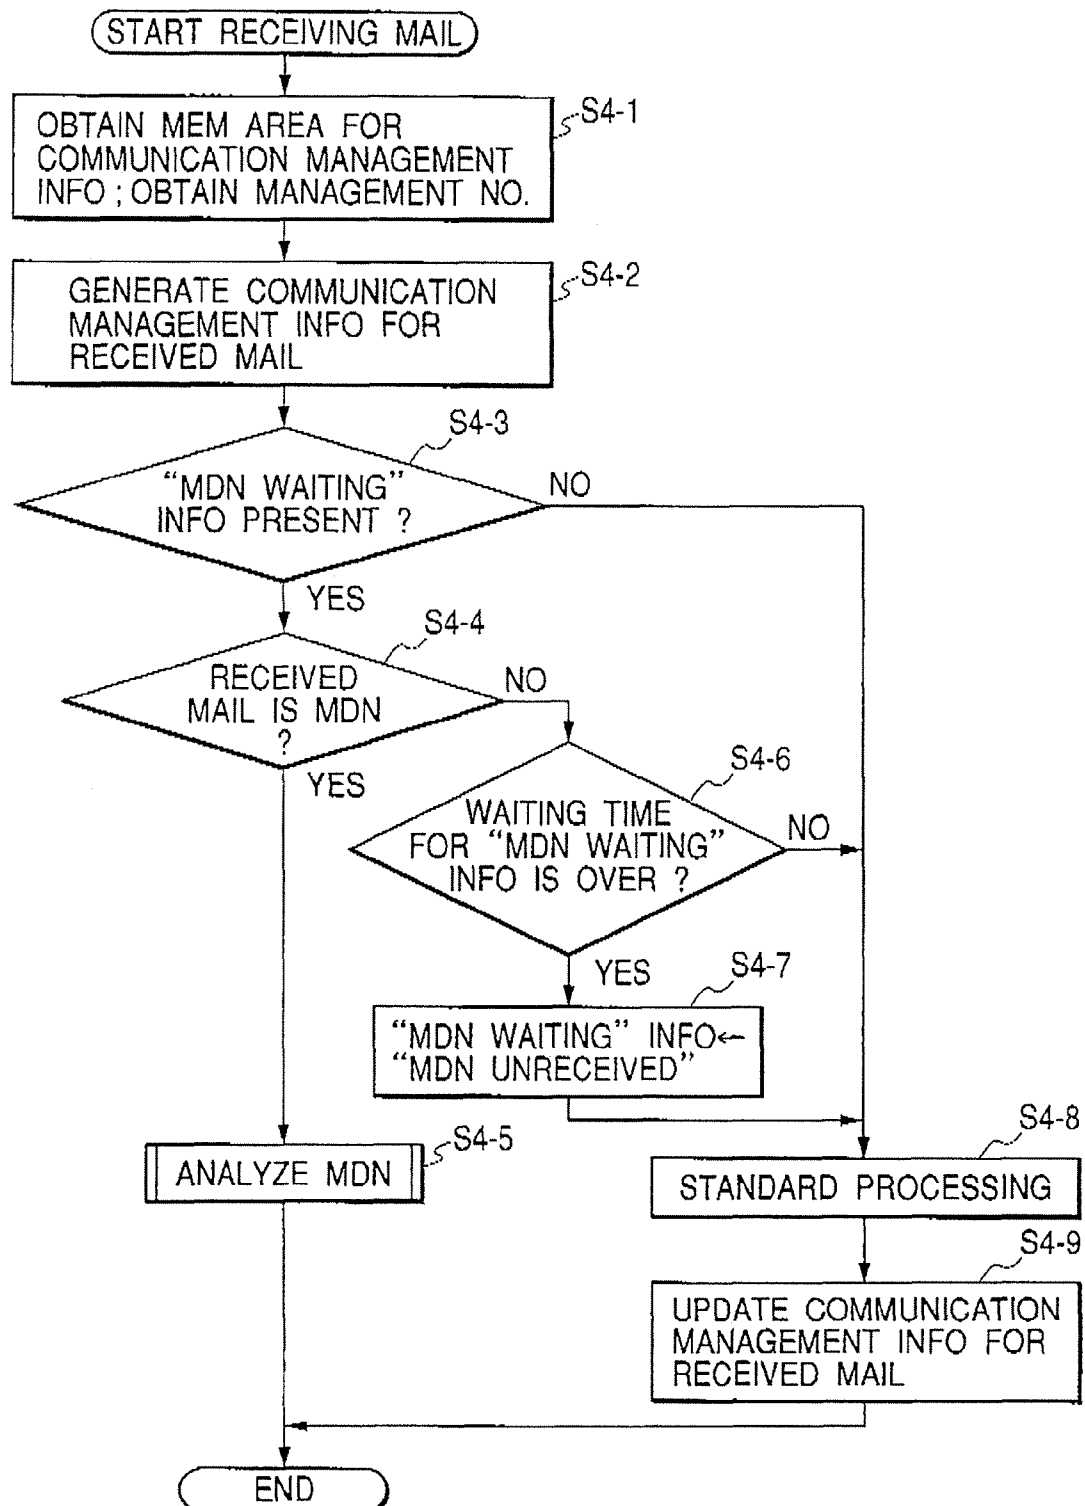 START RECEIVING MAIL
S4-1
OBTAIN MEM AREA FOR
COMMUNICATION MANAGEMENT
INFO ; OBTAIN MANAGEMENT NO.
S4-2
GENERATE COMMUNICATION
MANAGEMENT INFO FOR
RECEIVED MAIL
S4-3
“MDN WAITING”
INFO PRESENT ?
NO
YES
S4-4
RECEIVED
MAIL IS MDN
?
NO
YES
S4-6
WAITING TIME
FOR “MDN WAITING”
INFO IS OVER ?
NO
YES
S4-7
“MDN WAITING” INFO←
“MDN UNRECEIVED”
S4-5
ANALYZE MDN
S4-8
STANDARD PROCESSING
S4-9
UPDATE COMMUNICATION
MANAGEMENT INFO FOR
RECEIVED MAIL
END